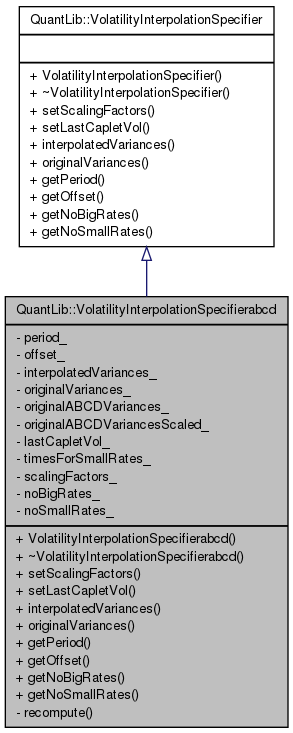 QuantLib::VolatilityInterpolationSpecifier
+ VolatilityInterpolationSpecifier()
+ ~VolatilityInterpolationSpecifier()
+ setScalingFactors()
+ setLastCapletVol()
+ interpolatedVariances()
+ originalVariances()
+ getPeriod()
+ getOffset()
+ getNoBigRates()
+ getNoSmallRates()
QuantLib::VolatilityInterpolationSpecifierabcd
- period_
- offset_
- interpolatedVariances_
- originalVariances_
- originalABCDVariances_
- originalABCDVariancesScaled_
- lastCapletVol_
- timesForSmallRates_
- scalingFactors_
- noBigRates_
- noSmallRates_
+ VolatilityInterpolationSpecifierabcd()
+ ~VolatilityInterpolationSpecifierabcd()
+ setScalingFactors()
+ setLastCapletVol()
+ interpolatedVariances()
+ originalVariances()
+ getPeriod()
+ getOffset()
+ getNoBigRates()
+ getNoSmallRates()
- recompute()